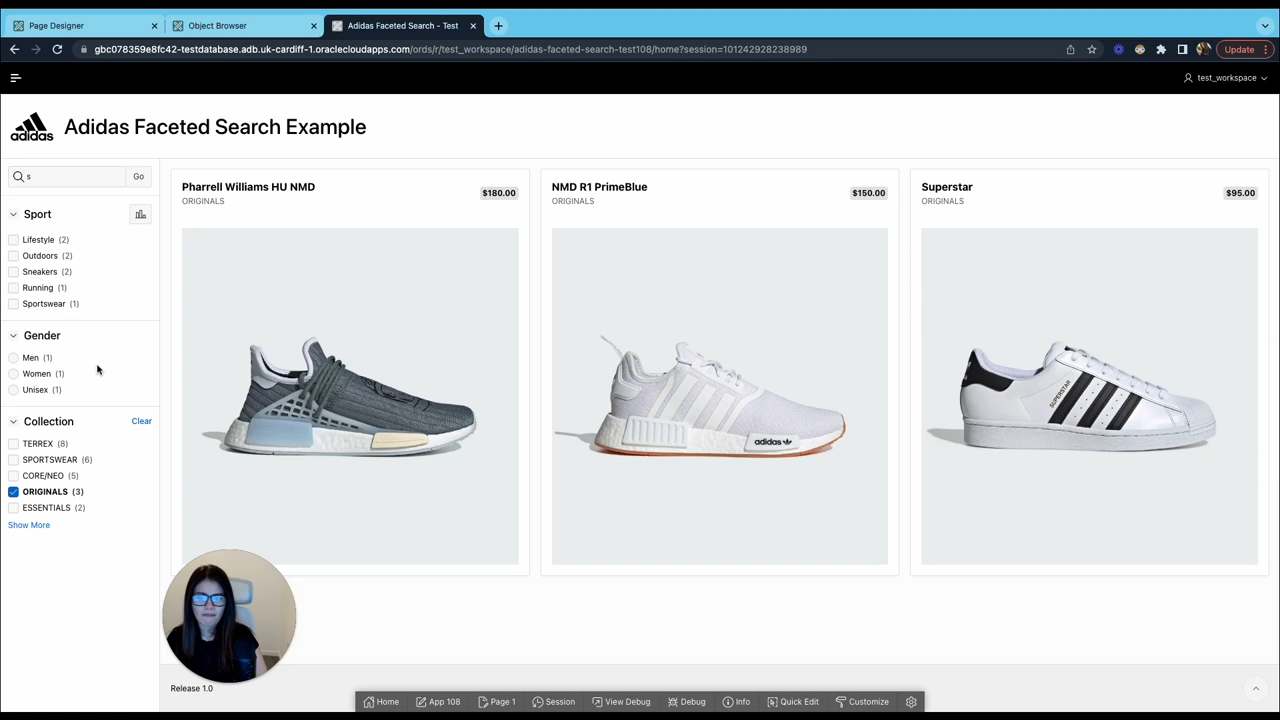 Page Designer
Object Browser
Adidas Faceted Search - Test
gbc078359e8fc42-testdatabase.adb.uk-cardiff-1.oraclecloudapps.com/ords/r/test_workspace/adidas-faceted-search-test108/home?session=101242928238989
Update
test_workspace
adidas
Adidas Faceted Search Example
s
Go
Sport
Lifestyle (2)
Outdoors (2)
Sneakers (2)
Running (1)
Sportswear (1)
Gender
Men (1)
Women (1)
Unisex (1)
Collection
Clear
TERREX (8)
SPORTSWEAR (6)
CORE/NEO (5)
ORIGINALS (3)
ESSENTIALS (2)
Show More
Pharrell Williams HU NMD
$180.00
ORIGINALS
NMD R1 PrimeBlue
$150.00
ORIGINALS
adidas
Superstar
$95.00
ORIGINALS
SUPERSTAR
Release 1.0
Home
App 108
Page 1
Session
View Debug
Debug
Info
Quick Edit
Customize